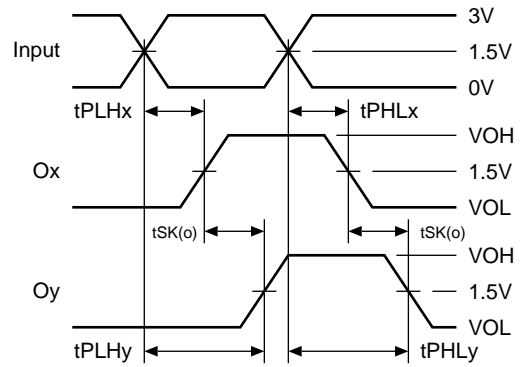 3V
Input
1.5V
0V
tPLHx
tPHLx
VOH
Ox
1.5V
VOL
tSK(o)
tSK(o)
VOH
Oy
1.5V
VOL
tPLHy
tPHLy